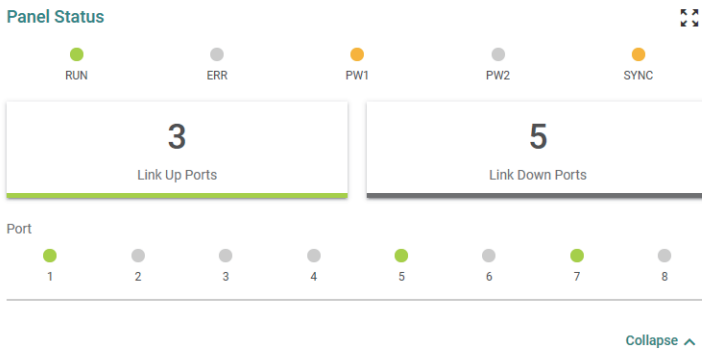 Panel Status
RUN ERR PW1 PW2 SYNC
3 5
Link Up Ports Link Down Ports
Port
1 2 3 4 5 6 7 8
Collapse